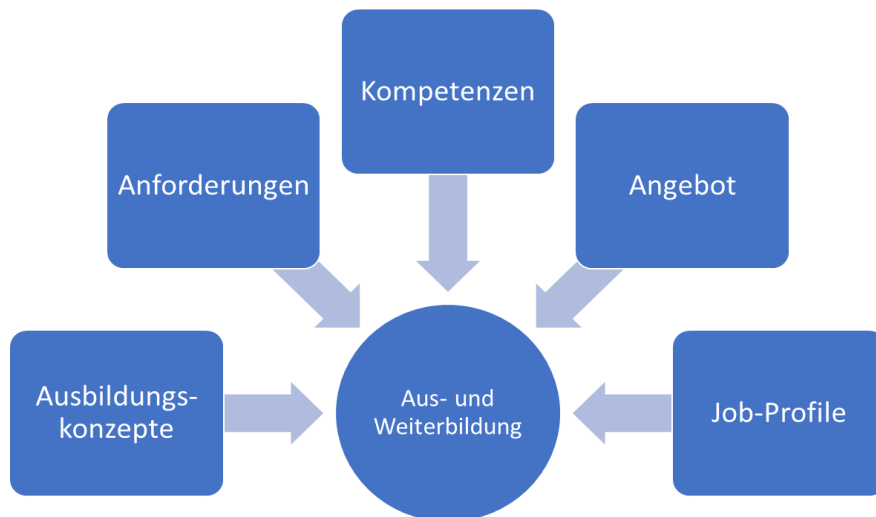 Kompetenzen
Anforderungen
Angebot
Ausbildungs-
konzepte
Aus- und
Weiterbildung
Job-Profile